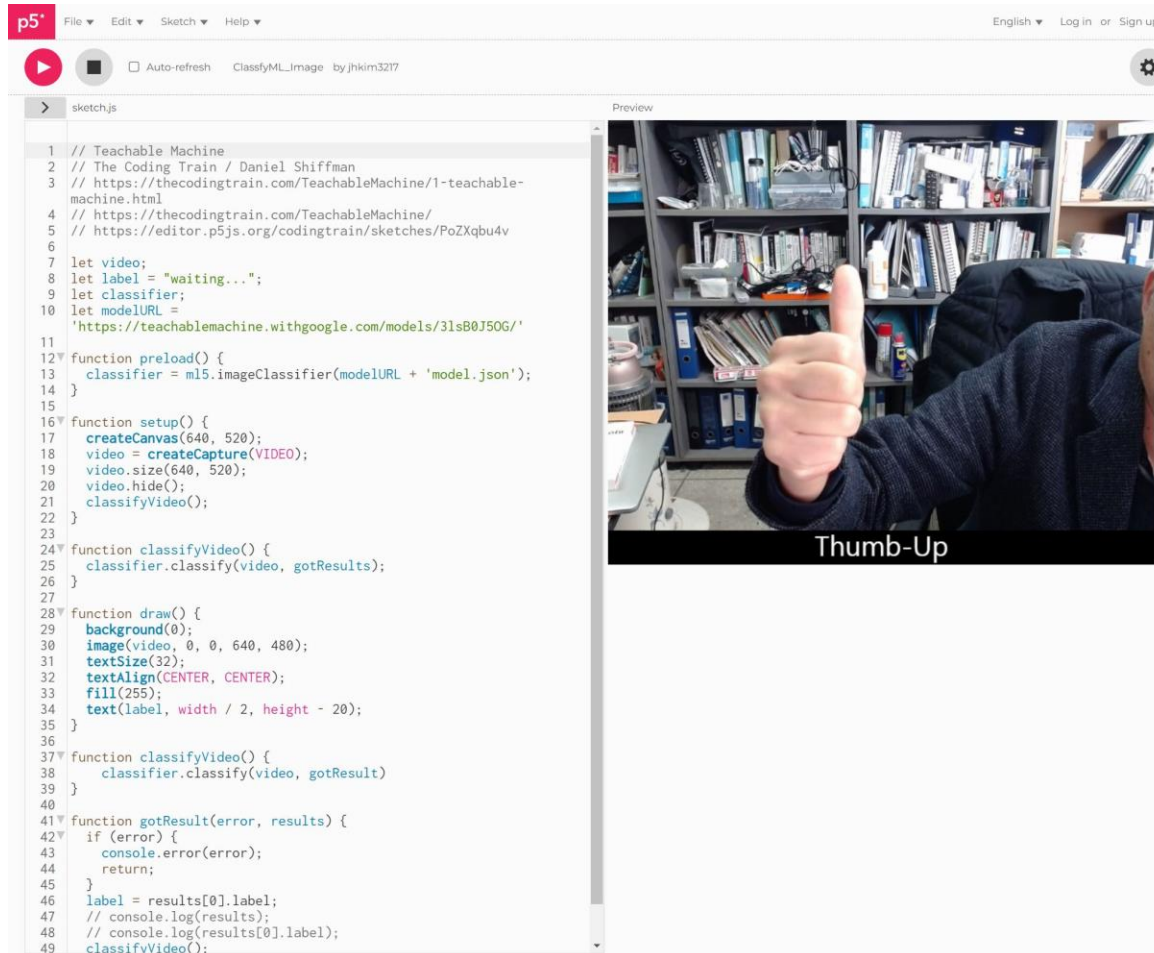 p5*
File Edit Sketch Help
English Log in or Sign up
Auto-refresh ClassfyML_Image by jhkim3217
sketch.js
Preview
1 // Teachable Machine
2 // The Coding Train / Daniel Shiffman
3 // https://thecodingtrain.com/TeachableMachine/1-teachable-
machine.html
4 // https://thecodingtrain.com/TeachableMachine/
5 // https://editor.p5js.org/codingtrain/sketches/PoZXqbu4v
6
7 let video;
8 let label = "waiting...";
9 let classifier;
10 let modelURL =
'https://teachablemachine.withgoogle.com/models/3lsB0J5OG/'
11
12 function preload() {
13 classifier = ml5.imageClassifier(modelURL + 'model.json');
14 }
15
16 function setup() {
17 createCanvas(640, 520);
18 video = createCapture(VIDEO);
19 video.size(640, 520);
20 video.hide();
21 classifyVideo();
22 }
23
24 function classifyVideo() {
25 classifier.classify(video, gotResults);
26 }
27
28 function draw() {
29 background(0);
30 image(video, 0, 0, 640, 480);
31 textSize(32);
32 textAlign(CENTER, CENTER);
33 fill(255);
34 text(label, width / 2, height - 20);
35 }
36
37 function classifyVideo() {
38 classifier.classify(video, gotResult)
39 }
40
41 function gotResult(error, results) {
42 if (error) {
43 console.error(error);
44 return;
45 }
46 label = results[0].label;
47 // console.log(results);
48 // console.log(results[0].label);
49 classifyVideo();
Thumb-Up